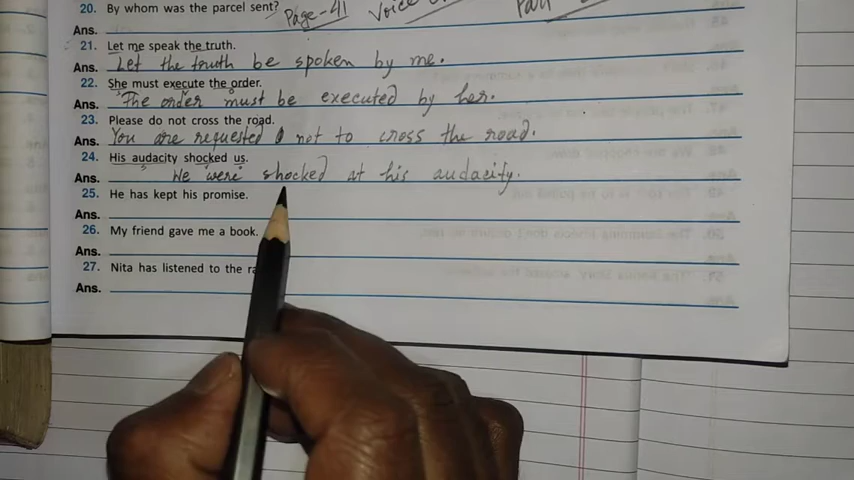 20. By whom was the parcel sent? Page-41 Voice
Ans.
21. Let me speak the truth.
Ans. Let the truth be spoken by me.
22. She must execute the order.
Ans. The order must be executed by her.
23. Please do not cross the road.
Ans. You are requested not to cross the road.
24. His audacity shocked us.
Ans. We were shocked at his audacity.
25. He has kept his promise.
Ans.
26. My friend gave me a book.
Ans.
27. Nita has listened to the
Ans.